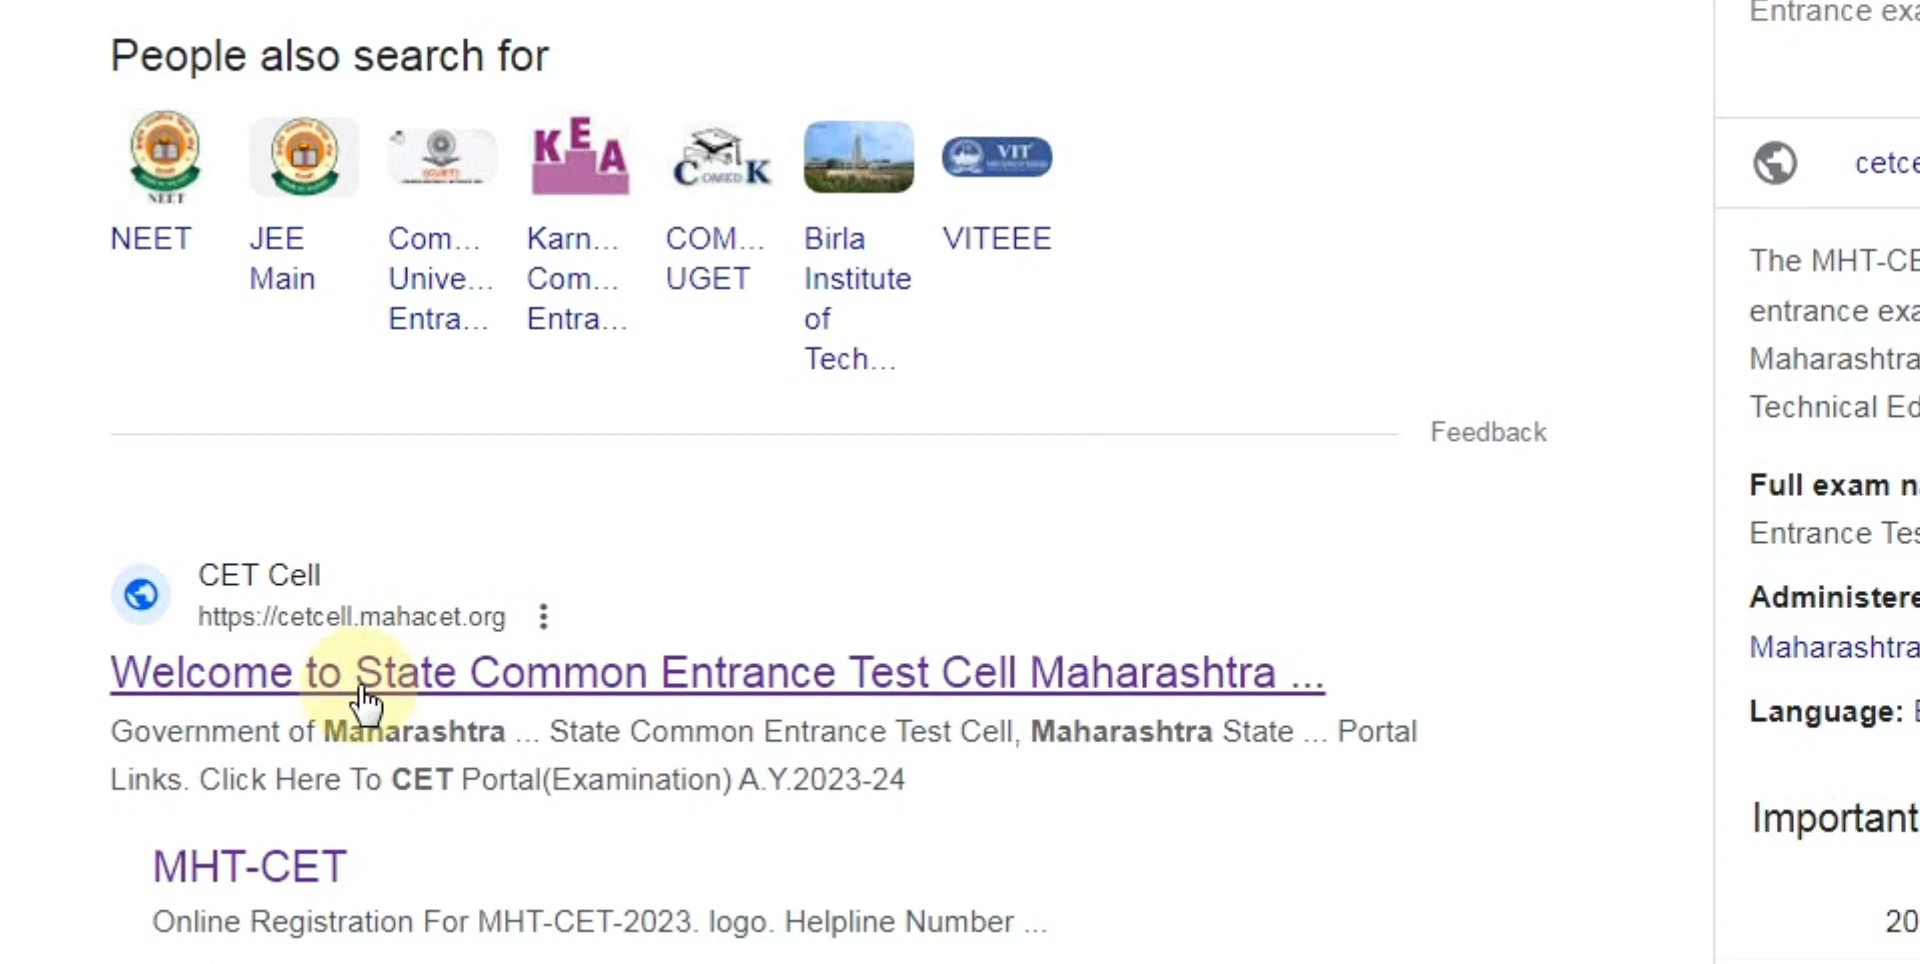 People also search for
NEET
KEA
COMED K
VIT
NEET
JEE
Main
Com...
Unive...
Entra...
Karn...
Com...
Entra...
COM...
UGET
Birla
Institute
of
Tech...
VITEEE
Feedback
CET Cell
https://cetcell.mahacet.org
Welcome to State Common Entrance Test Cell Maharashtra ...
Government of Maharashtra ... State Common Entrance Test Cell, Maharashtra State ... Portal
Links. Click Here To CET Portal(Examination) A.Y.2023-24
MHT-CET
Online Registration For MHT-CET-2023. logo. Helpline Number ...
Entrance exa
cetce
The MHT-CE
entrance exa
Maharashtra
Technical Ed
Full exam n
Entrance Tes
Administere
Maharashtra
Language:
Important
20